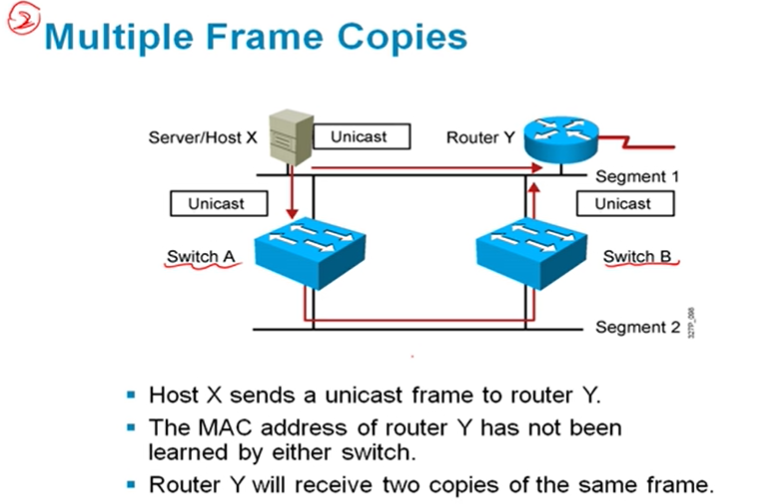 2
Multiple Frame Copies
Server/Host X
Unicast
Router Y
Segment 1
Unicast
Unicast
Switch A
Switch B
Segment 2
327P_098
▪ Host X sends a unicast frame to router Y.
▪ The MAC address of router Y has not been
learned by either switch.
▪ Router Y will receive two copies of the same frame.